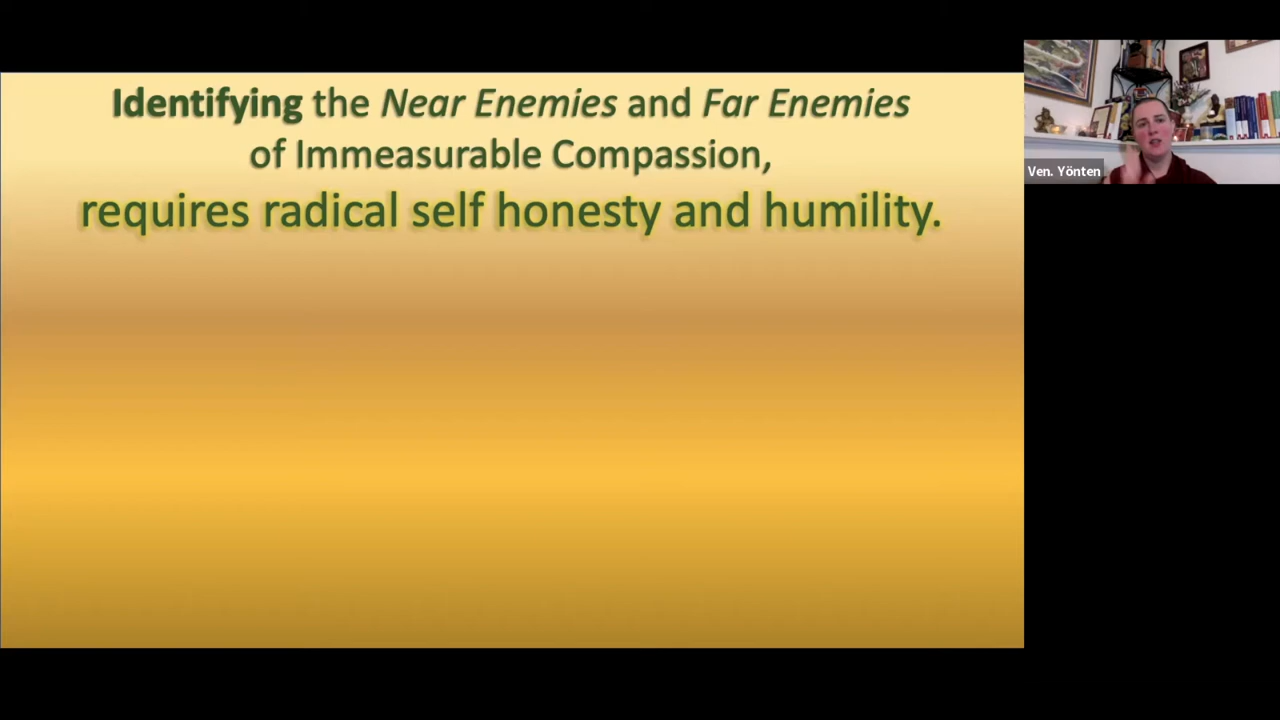 Identifying the Near Enemies and Far Enemies
of Immeasurable Compassion,
requires radical self honesty and humility.
Ven. Yönten